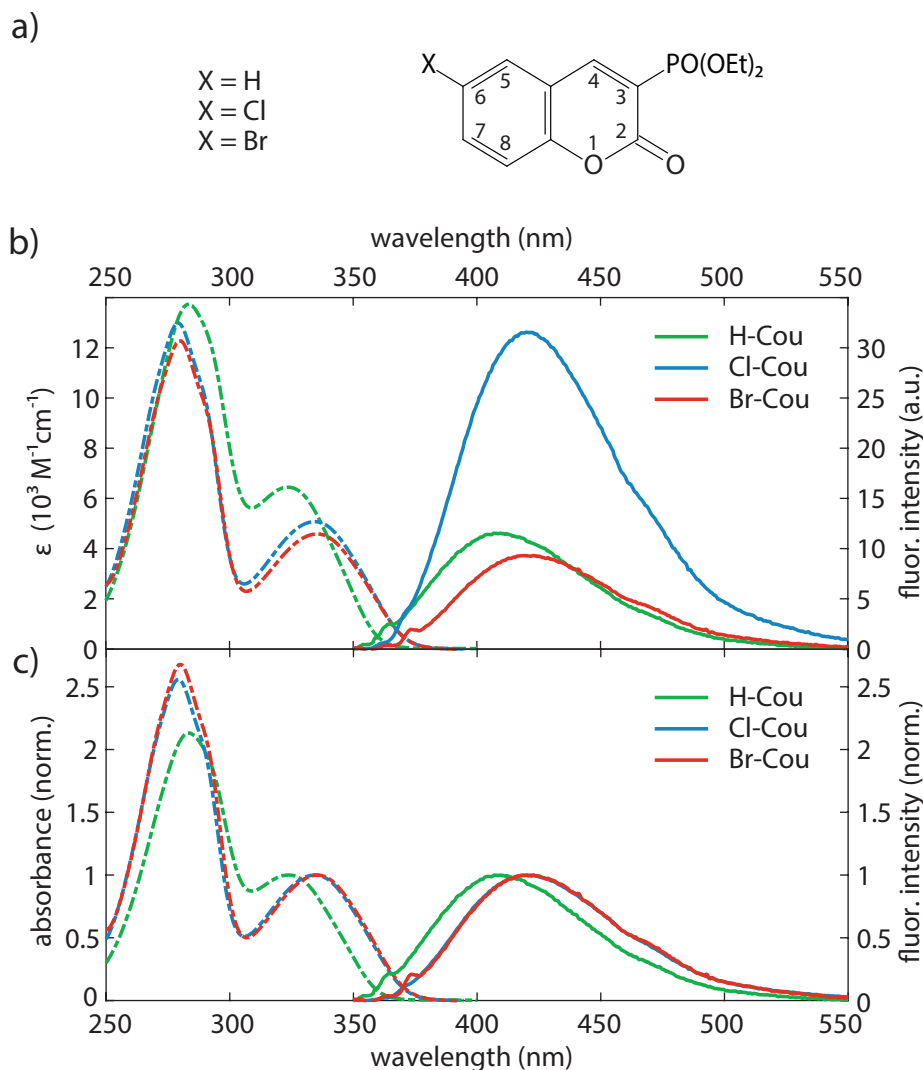 a)
X = H
X = Cl
X = Br
X
PO(OEt)₂
5
4
6
3
7
2
8
1
O
O
b)
wavelength (nm)
250 300 350 400 450 500 550
ε (10³ M⁻¹cm⁻¹)
12
10
8
6
4
2
0
H-Cou
Cl-Cou
Br-Cou
30
25
20
15
10
5
0
fluor. intensity (a.u.)
c)
absorbance (norm.)
2.5
2
1.5
1
0.5
0
H-Cou
Cl-Cou
Br-Cou
2.5
2
1.5
1
0.5
0
fluor. intensity (norm.)
250 300 350 400 450 500 550
wavelength (nm)